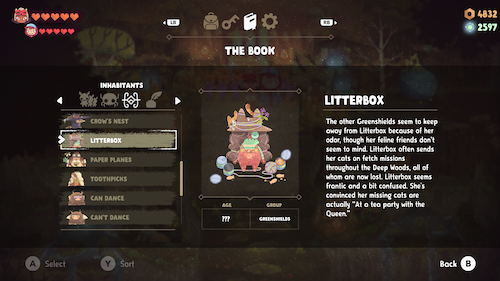 LB
RB
4832
2597
THE BOOK
INHABITANTS
CROW'S NEST
LITTERBOX
PAPER PLANES
TOOTHPICKS
CAN DANCE
CAN'T DANCE
AGE
GROUP
???
GREENSHIELDS
LITTERBOX
The other Greenshields seem to keep
away from Litterbox because of her
odor, though her feline friends don't
seem to mind. Litterbox often sends
her cats on fetch missions
throughout the Deep Woods, all of
whom are now lost. Litterbox seems
frantic and a bit confused. She's
convinced her missing cats are
actually "At a tea party with the
Queen."
A Select
Y Sort
Back B